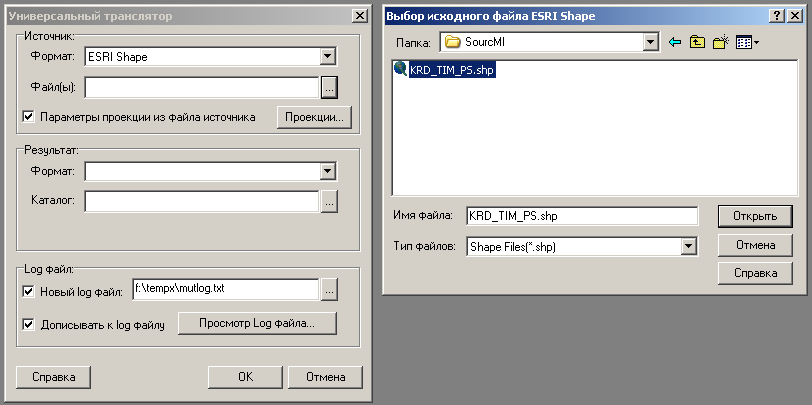 Универсальный транслятор
Источник:
Формат: ESRI Shape
Файл(ы): ...
Параметры проекции из файла источника Проекции...
Результат:
Формат:
Каталог: ...
Log файл:
Новый log файл: f:\tempx\mutlog.txt ...
Дописывать к log файлу Просмотр Log файла...
Справка OK Отмена
Выбор исходного файла ESRI Shape
Папка: SourcMI
KRD_TIM_PS.shp
Имя файла: KRD_TIM_PS.shp Открыть
Тип файлов: Shape Files(*.shp) Отмена
Справка